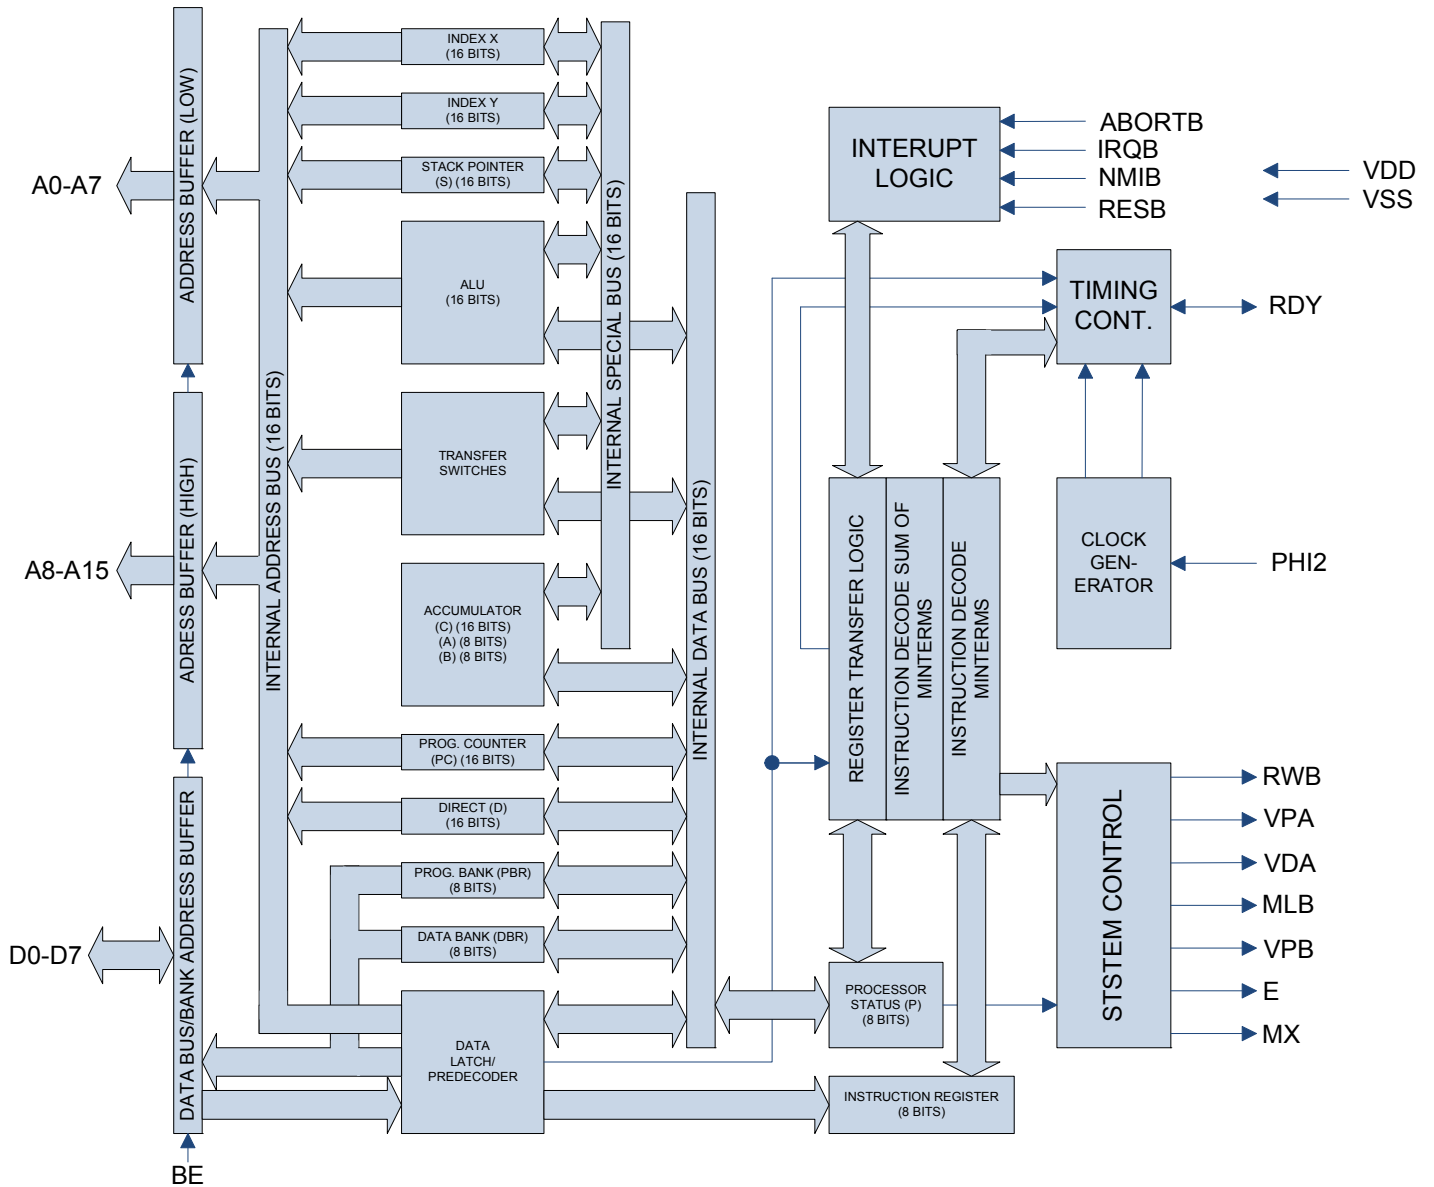 A0-A7
A8-A15
D0-D7
BE
ADDRESS BUFFER (LOW)
ADRESS BUFFER (HIGH)
DATA BUS/BANK ADDRESS BUFFER
INTERNAL ADDRESS BUS (16 BITS)
INDEX X
(16 BITS)
INDEX Y
(16 BITS)
STACK POINTER
(S) (16 BITS)
ALU
(16 BITS)
TRANSFER
SWITCHES
ACCUMULATOR
(C) (16 BITS)
(A) (8 BITS)
(B) (8 BITS)
PROG. COUNTER
(PC) (16 BITS)
DIRECT (D)
(16 BITS)
PROG. BANK (PBR)
(8 BITS)
DATA BANK (DBR)
(8 BITS)
DATA
LATCH/
PREDECODER
INTERNAL SPECIAL BUS (16 BITS)
INTERNAL DATA BUS (16 BITS)
INTERUPT
LOGIC
ABORTB
IRQB
NMIB
RESB
VDD
VSS
TIMING
CONT.
RDY
REGISTER TRANSFER LOGIC
INSTRUCTION DECODE SUM OF
MINTERMS
INSTRUCTION DECODE
MINTERMS
CLOCK
GEN-
ERATOR
PHI2
STSTEM CONTROL
RWB
VPA
VDA
MLB
VPB
E
MX
PROCESSOR
STATUS (P)
(8 BITS)
INSTRUCTION REGISTER
(8 BITS)